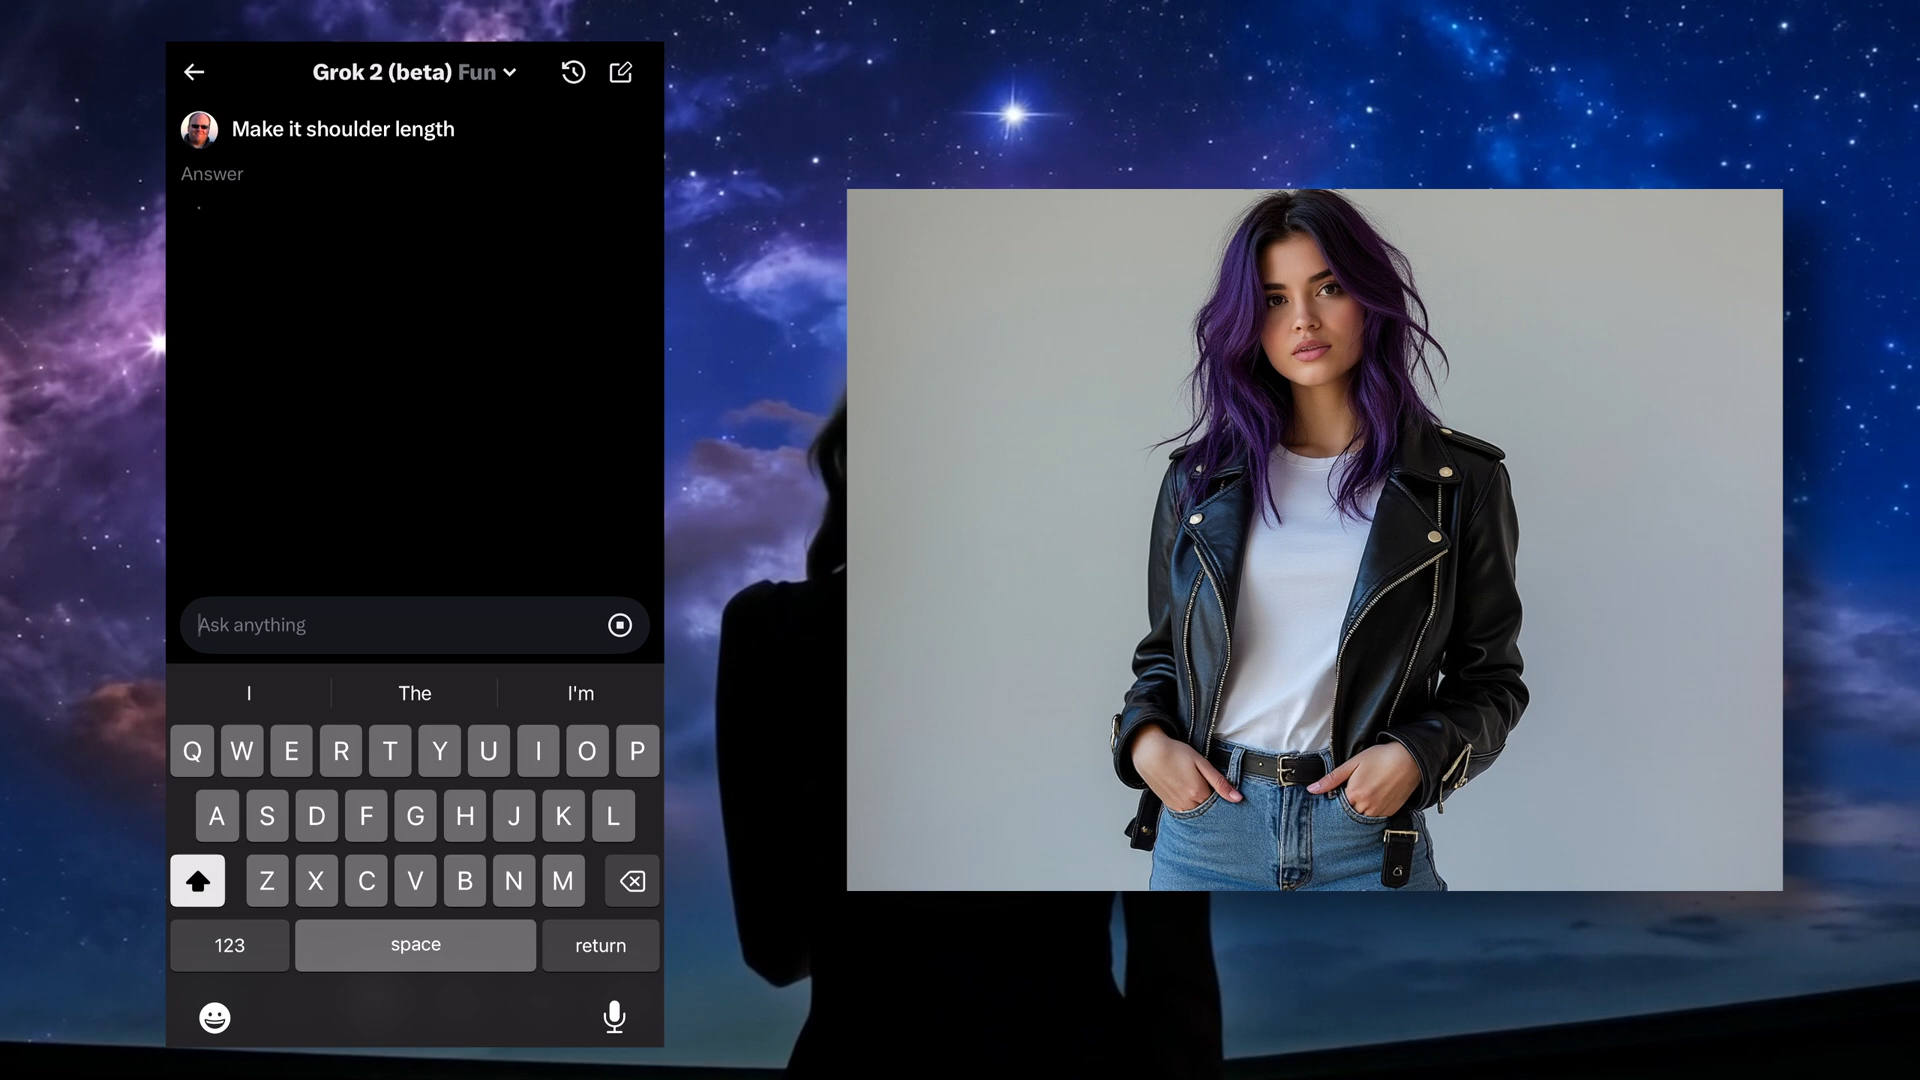 Grok 2 (beta) Fun
Make it shoulder length
Answer
Ask anything
I The I'm
Q W E R T Y U I O P
A S D F G H J K L
Z X C V B N M
123 space return